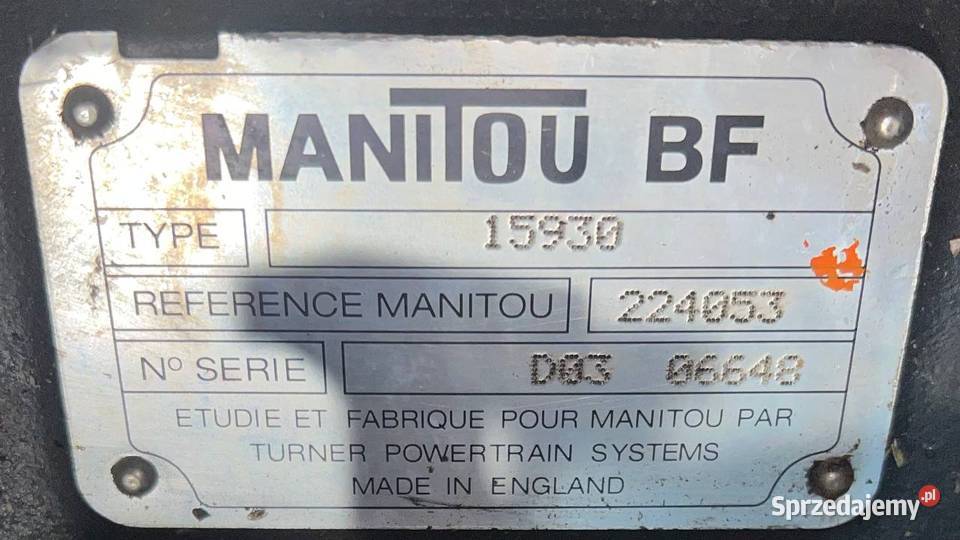 MANITOU BF
TYPE 15930
REFERENCE MANITOU 224053
Nº SERIE D03 06648
ETUDIE ET FABRIQUE POUR MANITOU PAR
TURNER POWERTRAIN SYSTEMS
MADE IN ENGLAND
Sprzedajemy.pl